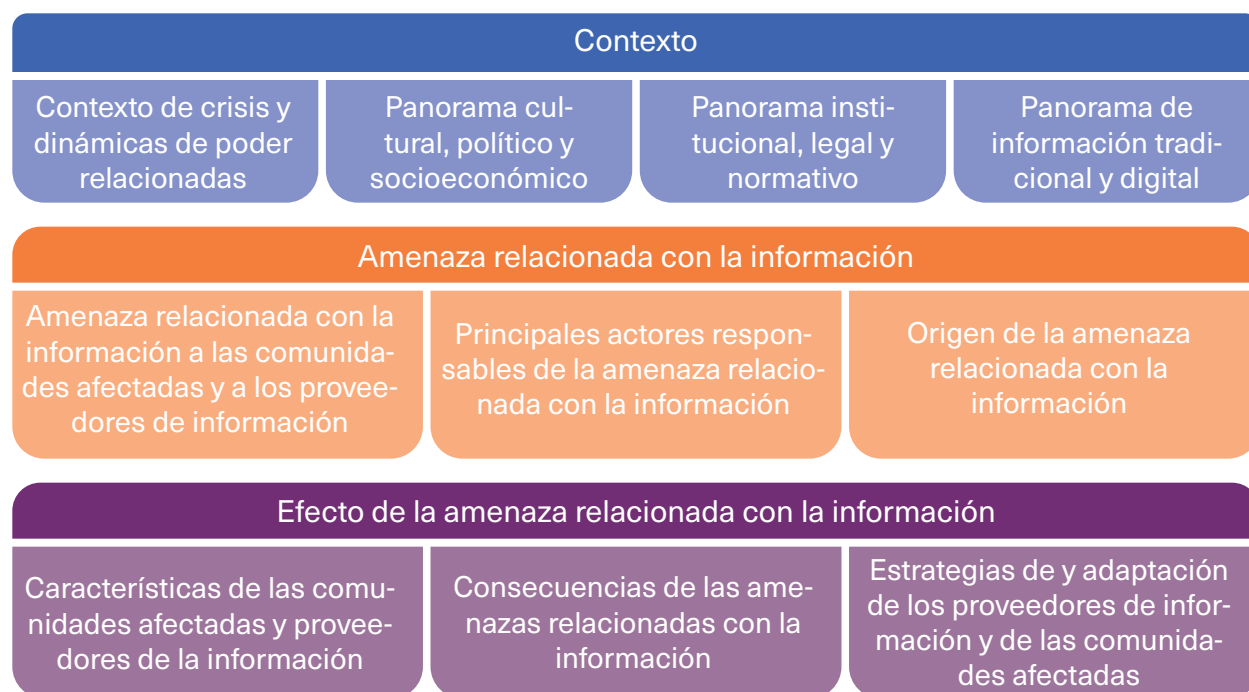 Contexto
Contexto de crisis y
dinámicas de poder
relacionadas
Panorama cul-
tural, político y
socioeconómico
Panorama insti-
tucional, legal y
normativo
Panorama de
información tradi-
cional y digital
Amenaza relacionada con la información
Amenaza relacionada con la
información a las comunida-
des afectadas y a los provee-
dores de información
Principales actores respon-
sables de la amenaza relacio-
nada con la información
Origen de la amenaza
relacionada con la
información
Efecto de la amenaza relacionada con la información
Características de las comu-
nidades afectadas y provee-
dores de la información
Consecuencias de las ame-
nazas relacionadas con la
información
Estrategias de y adaptación
de los proveedores de infor-
mación y de las comunida-
des afectadas